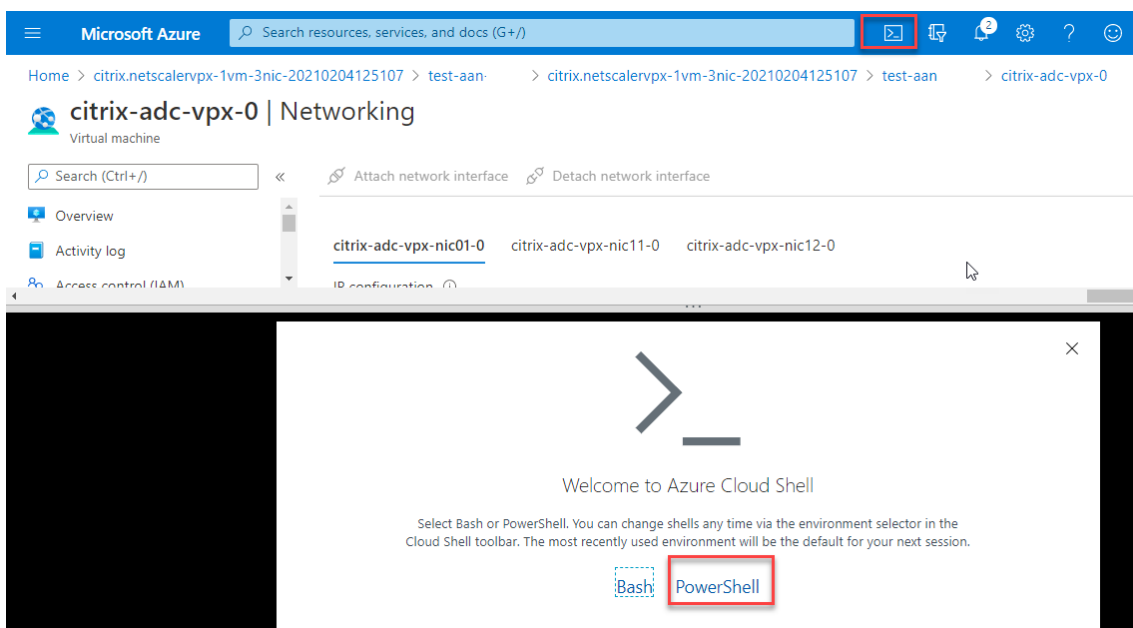 Microsoft Azure
Search resources, services, and docs (G+/)
2
Home > citrix.netscalervpx-1vm-3nic-20210204125107 > test-aan > citrix.netscalervpx-1vm-3nic-20210204125107 > test-aan > citrix-adc-vpx-0
citrix-adc-vpx-0 | Networking
Virtual machine
Search (Ctrl+/)
«
Attach network interface
Detach network interface
Overview
Activity log
citrix-adc-vpx-nic01-0
citrix-adc-vpx-nic11-0
citrix-adc-vpx-nic12-0
Access control (IAM)
IP configuration
>_
Welcome to Azure Cloud Shell
Select Bash or PowerShell. You can change shells any time via the environment selector in the
Cloud Shell toolbar. The most recently used environment will be the default for your next session.
Bash
PowerShell